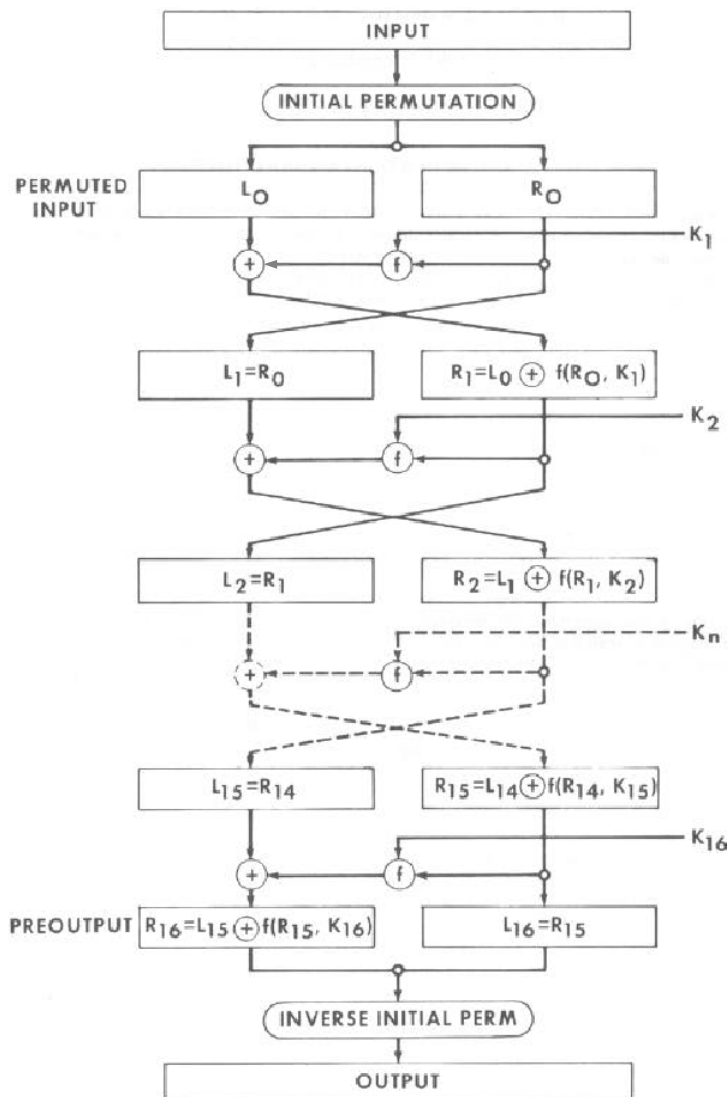 INPUT
INITIAL PERMUTATION
PERMUTED
INPUT
L0
R0
K1
+
f
L1=R0
R1=L0 + f(R0, K1)
K2
+
f
L2=R1
R2=L1 + f(R1, K2)
Kn
+
f
L15=R14
R15=L14 + f(R14, K15)
K16
+
f
PREOUTPUT
R16=L15 + f(R15, K16)
L16=R15
INVERSE INITIAL PERM
OUTPUT